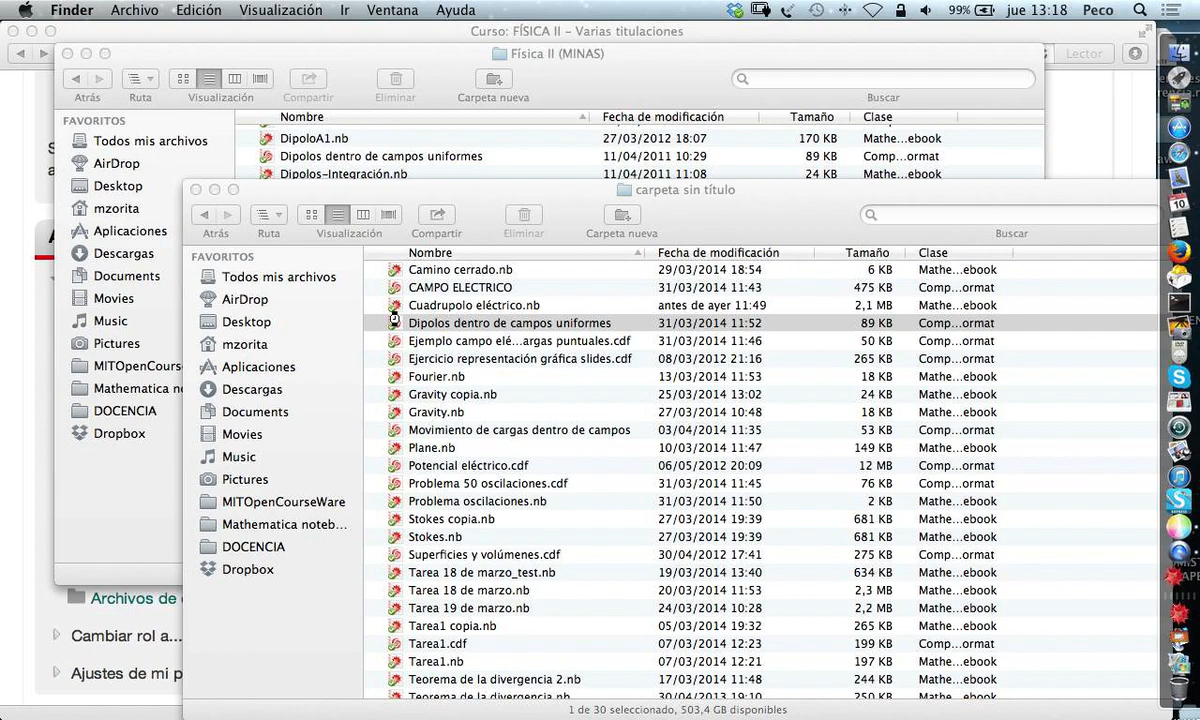 Finder Archivo Edición Visualización Ir Ventana Ayuda 99% jue 13:18 Peco
Curso: FÍSICA II – Varias titulaciones
Lector
Física II (MINAS)
Atrás Ruta Visualización Compartir Eliminar Carpeta nueva Buscar
FAVORITOS
Todos mis archivos
AirDrop
Desktop
mzorita
Aplicaciones
Descargas
Documents
Movies
Music
Pictures
MITOpenCours
Mathematica n
DOCENCIA
Dropbox
Nombre Fecha de modificación Tamaño Clase
DipoloA1.nb 27/03/2012 18:07 170 KB Mathe...ebook
Dipolos dentro de campos uniformes 11/04/2011 10:29 89 KB Comp...ormat
Dipolos-Integración.nb 11/04/2011 11:08 24 KB Mathe...ebook
carpeta sin título
Atrás Ruta Visualización Compartir Eliminar Carpeta nueva Buscar
FAVORITOS
Todos mis archivos
AirDrop
Desktop
mzorita
Aplicaciones
Descargas
Documents
Movies
Music
Pictures
MITOpenCourseWare
Mathematica noteb...
DOCENCIA
Dropbox
Nombre Fecha de modificación Tamaño Clase
Camino cerrado.nb 29/03/2014 18:54 6 KB Mathe...ebook
CAMPO ELECTRICO 31/03/2014 11:43 475 KB Comp...ormat
Cuadrupolo eléctrico.nb antes de ayer 11:49 2,1 MB Mathe...ebook
Dipolos dentro de campos uniformes 31/03/2014 11:52 89 KB Comp...ormat
Ejemplo campo elé...argas puntuales.cdf 31/03/2014 11:46 50 KB Comp...ormat
Ejercicio representación gráfica slides.cdf 08/03/2012 21:16 265 KB Comp...ormat
Fourier.nb 13/03/2014 11:53 18 KB Mathe...ebook
Gravity copia.nb 25/03/2014 13:02 24 KB Mathe...ebook
Gravity.nb 27/03/2014 10:48 18 KB Mathe...ebook
Movimiento de cargas dentro de campos 03/04/2014 11:35 53 KB Comp...ormat
Plane.nb 10/03/2014 11:47 149 KB Mathe...ebook
Potencial eléctrico.cdf 06/05/2012 20:09 12 MB Comp...ormat
Problema 50 oscilaciones.cdf 31/03/2014 11:45 76 KB Comp...ormat
Problema oscilaciones.nb 31/03/2014 11:50 2 KB Mathe...ebook
Stokes copia.nb 27/03/2014 19:39 681 KB Mathe...ebook
Stokes.nb 27/03/2014 19:39 681 KB Mathe...ebook
Superficies y volúmenes.cdf 30/04/2012 17:41 275 KB Comp...ormat
Tarea 18 de marzo_test.nb 19/03/2014 13:40 634 KB Mathe...ebook
Tarea 18 de marzo.nb 20/03/2014 11:53 2,3 MB Mathe...ebook
Tarea 19 de marzo.nb 24/03/2014 10:28 2,2 MB Mathe...ebook
Tarea1 copia.nb 05/03/2014 19:32 265 KB Mathe...ebook
Tarea1.cdf 07/03/2014 12:23 199 KB Comp...ormat
Tarea1.nb 07/03/2014 12:21 197 KB Mathe...ebook
Teorema de la divergencia 2.nb 17/03/2014 11:48 244 KB Mathe...ebook
Teorema de la divergencia.nb 30/04/2013 19:10 250 KB Mathe...ebook
1 de 30 seleccionado, 503,4 GB disponibles
Archivos de
Cambiar rol a...
Ajustes de mi p